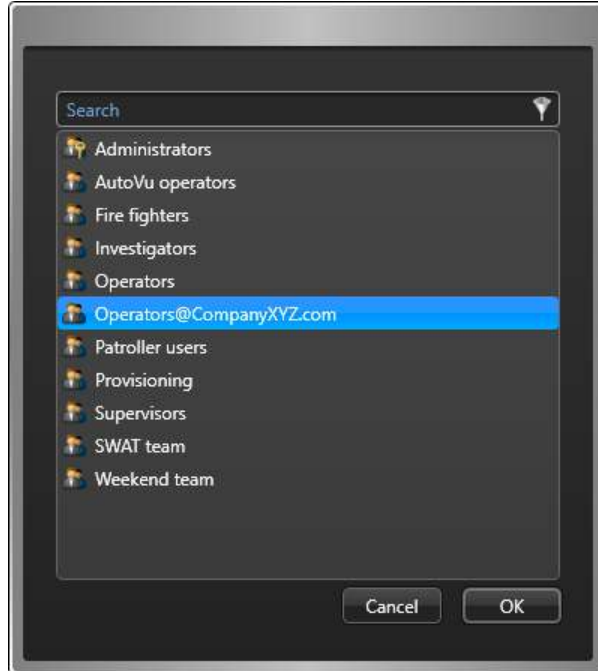 Search
Administrators
AutoVu operators
Fire fighters
Investigators
Operators
Operators@CompanyXYZ.com
Patroller users
Provisioning
Supervisors
SWAT team
Weekend team
Cancel OK